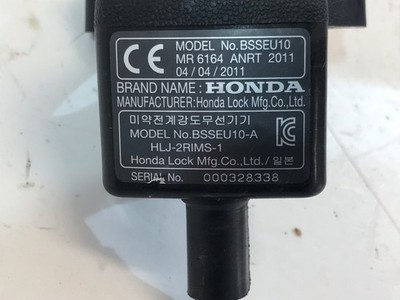 CE
MODEL No.BSSEU10
MR 6164 ANRT 2011
04/04/2011
BRAND NAME: HONDA
MANUFACTURER: Honda Lock Mfg.Co.,Ltd.
미약전계강도무선기기
MODEL No.BSSEU10-A
HLJ-2RIMS-1
Honda Lock Mfg.Co.,Ltd./일본
SERIAL No. 000328338